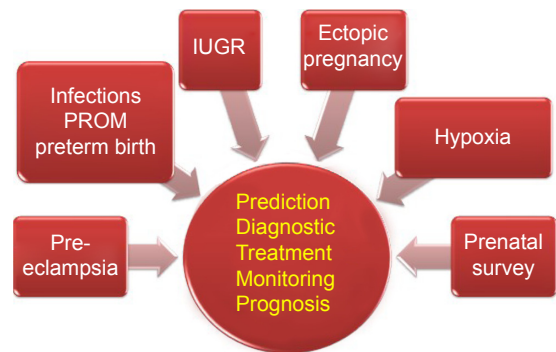 IUGR
Ectopic
pregnancy
Infections
PROM
preterm birth
Hypoxia
Pre-
eclampsia
Prediction
Diagnostic
Treatment
Monitoring
Prognosis
Prenatal
survey